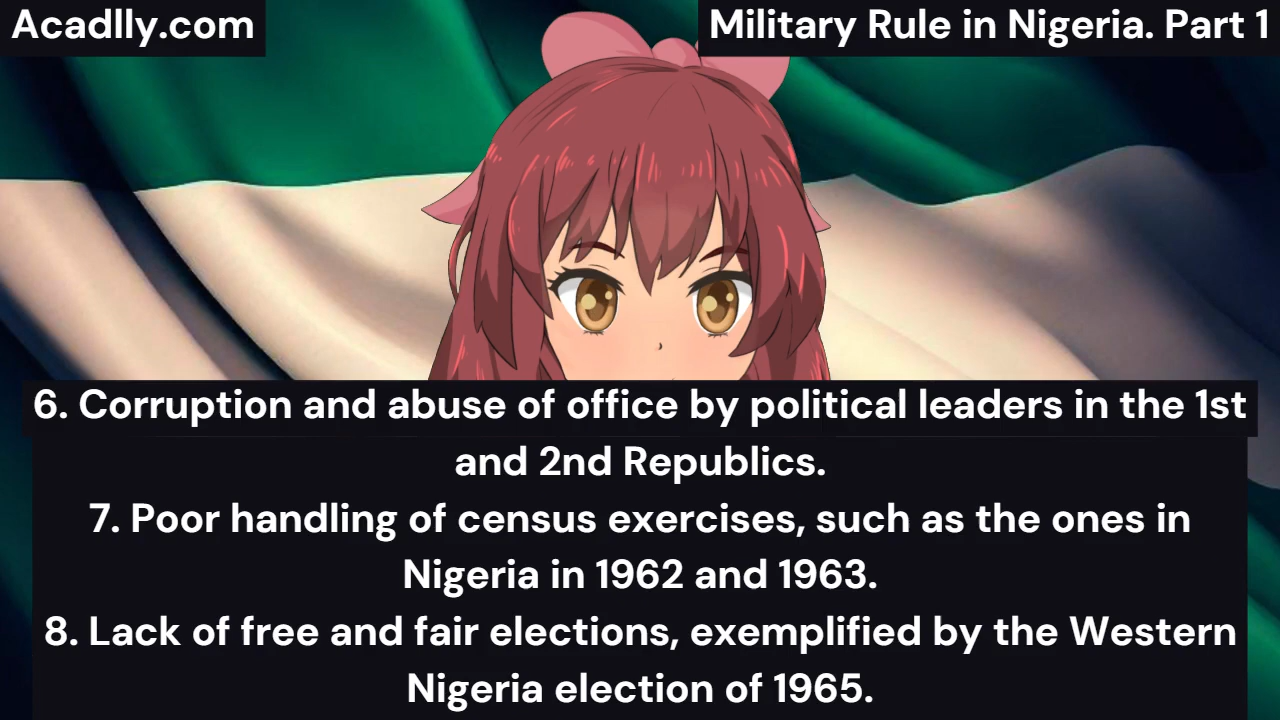 Acadlly.com
Military Rule in Nigeria. Part 1
6. Corruption and abuse of office by political leaders in the 1st
and 2nd Republics.
7. Poor handling of census exercises, such as the ones in
Nigeria in 1962 and 1963.
8. Lack of free and fair elections, exemplified by the Western
Nigeria election of 1965.